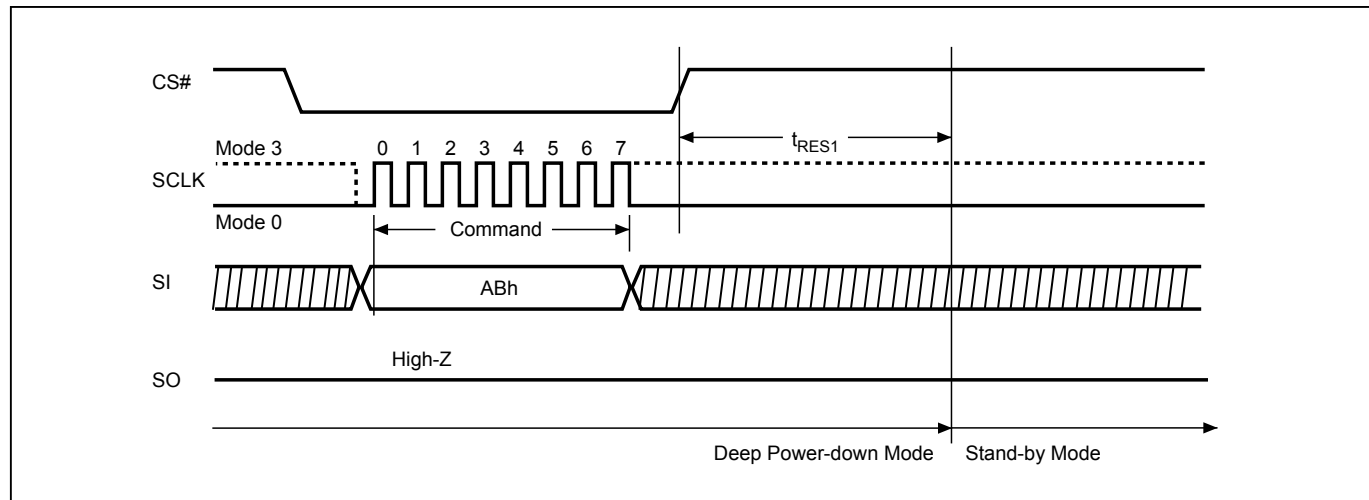 CS#
tRES1
Mode 3
0 1 2 3 4 5 6 7
SCLK
Mode 0
Command
SI
ABh
High-Z
SO
Deep Power-down Mode
Stand-by Mode